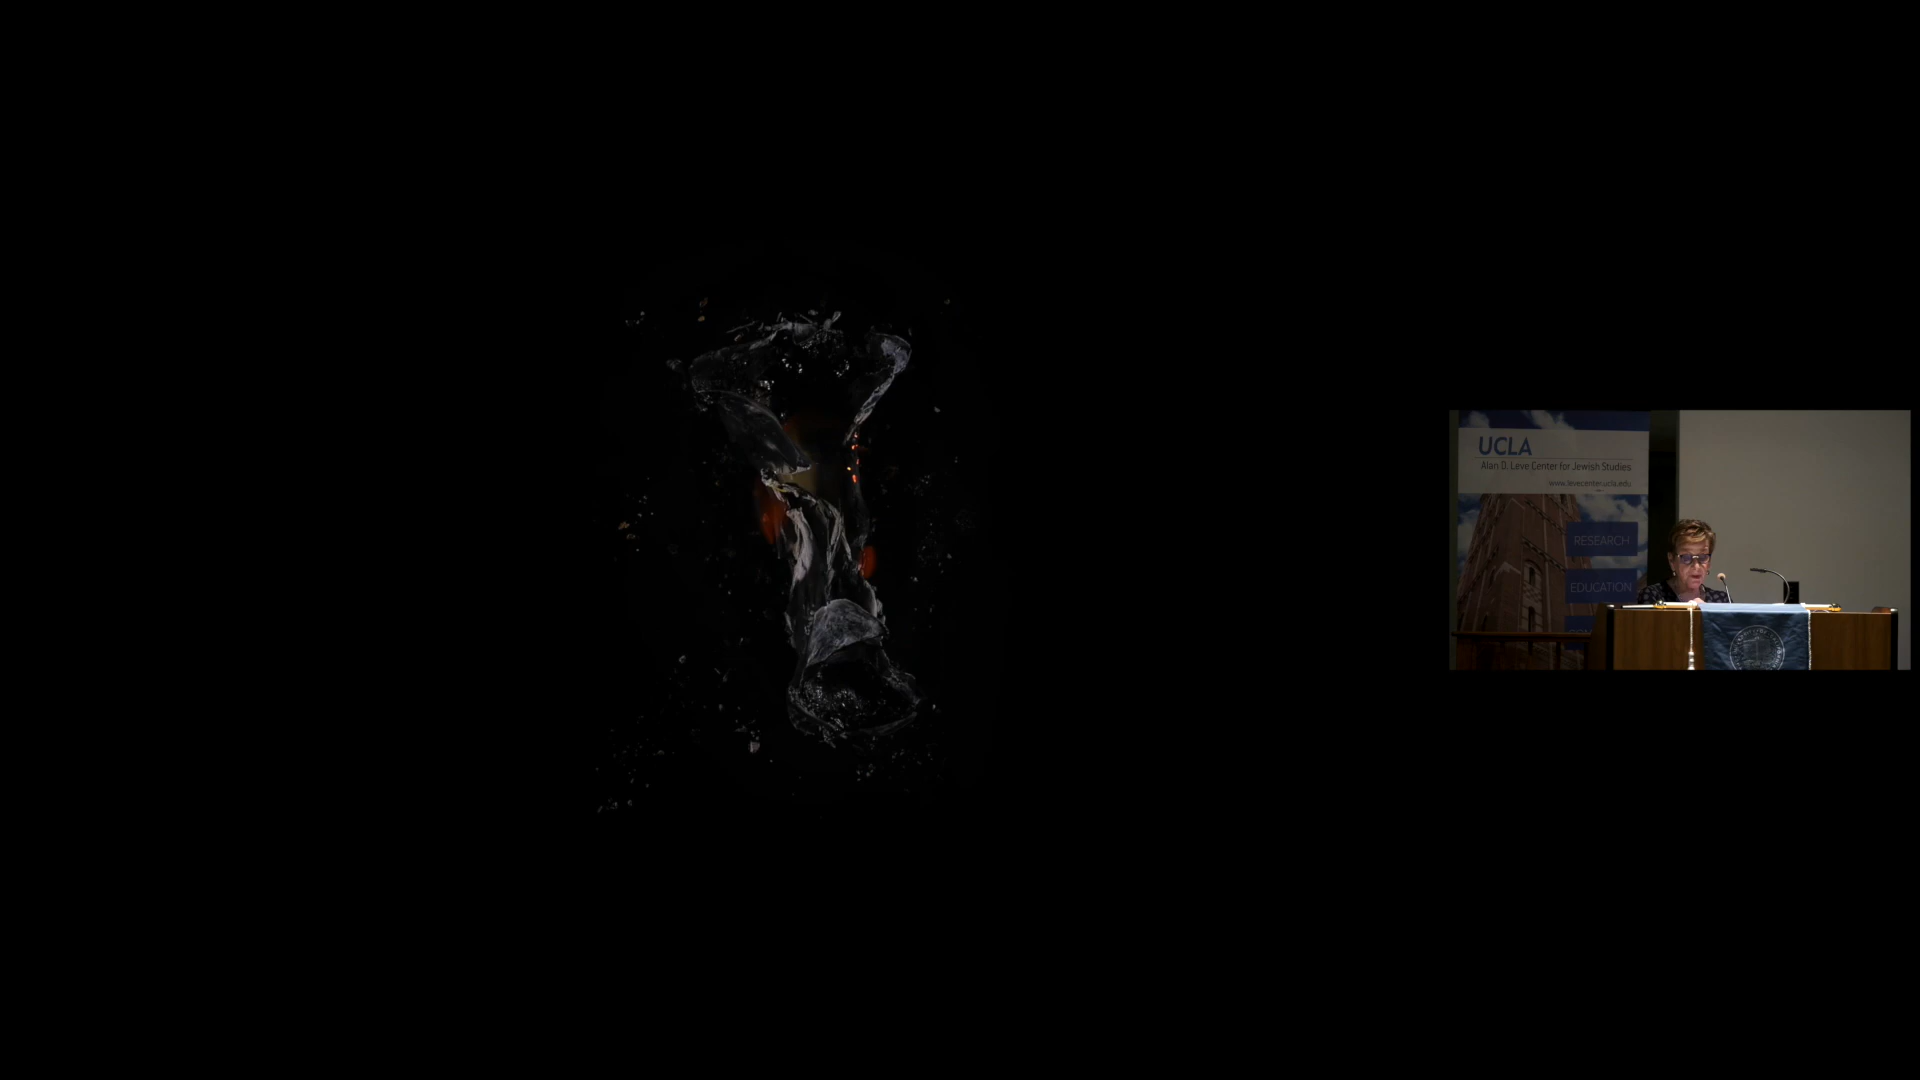 UCLA
Alan D. Leve Center for Jewish Studies
www.levecenter.ucla.edu
RESEARCH
EDUCATION